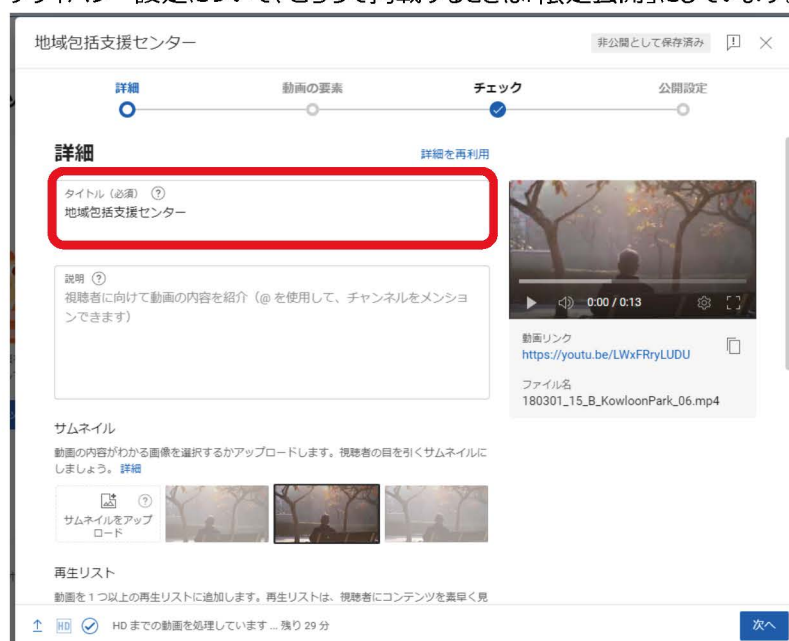 地域包括支援センター
非公開として保存済み
詳細
動画の要素
チェック
公開設定
詳細
詳細を再利用
タイトル（必須）
地域包括支援センター
説明
視聴者に向けて動画の内容を紹介（@ を使用して、チャンネルをメンショ
ンできます）
0:00 / 0:13
動画リンク
https://youtu.be/LWxFRryLUDU
ファイル名
180301_15_B_KowloonPark_06.mp4
サムネイル
動画の内容がわかる画像を選択するかアップロードします。視聴者の目を引くサムネイルに
しましょう。 詳細
サムネイルをアップ
ロード
再生リスト
動画を 1 つ以上の再生リストに追加します。再生リストは、視聴者にコンテンツを素早く見
HD
HD までの動画を処理しています ... 残り 29 分
次へ